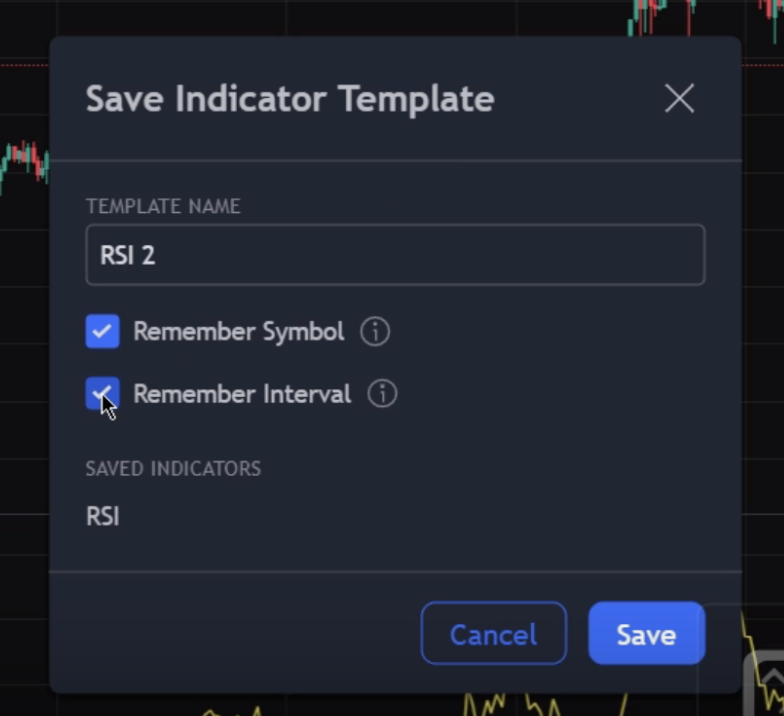 Save Indicator Template
TEMPLATE NAME
RSI 2
Remember Symbol
Remember Interval
SAVED INDICATORS
RSI
Cancel
Save